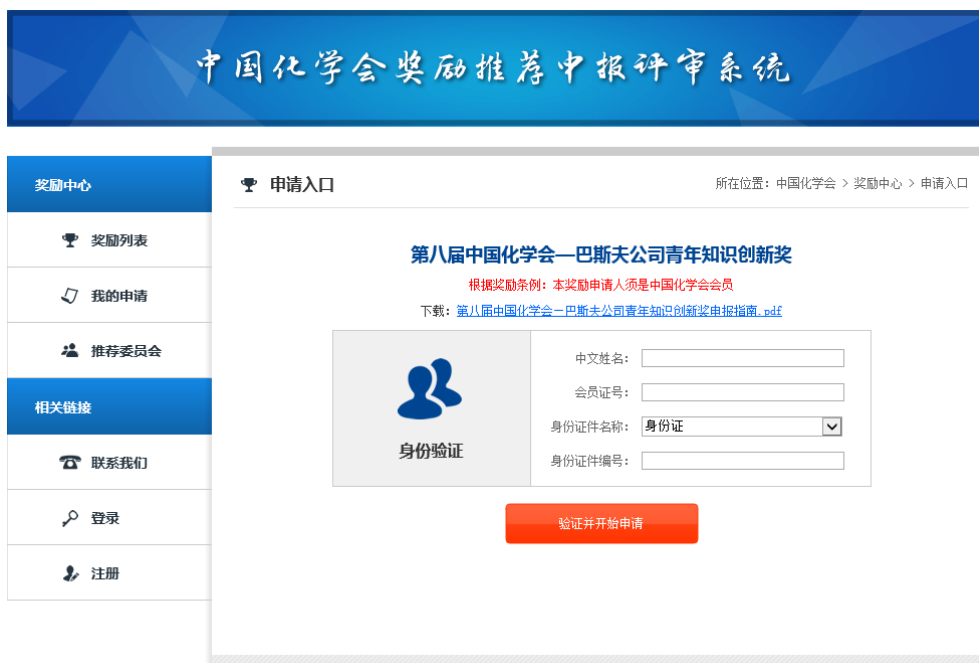 中国化学会奖励推荐申报评审系统
奖励中心
奖励列表
我的申请
推荐委员会
相关链接
联系我们
登录
注册
申请入口
所在位置：中国化学会 > 奖励中心 > 申请入口
第八届中国化学会—巴斯夫公司青年知识创新奖
根据奖励条例：本奖励申请人须是中国化学会会员
下载：第八届中国化学会－巴斯夫公司青年知识创新奖申报指南.pdf
身份验证
中文姓名：
会员证号：
身份证件名称：身份证
身份证件编号：
验证并开始申请